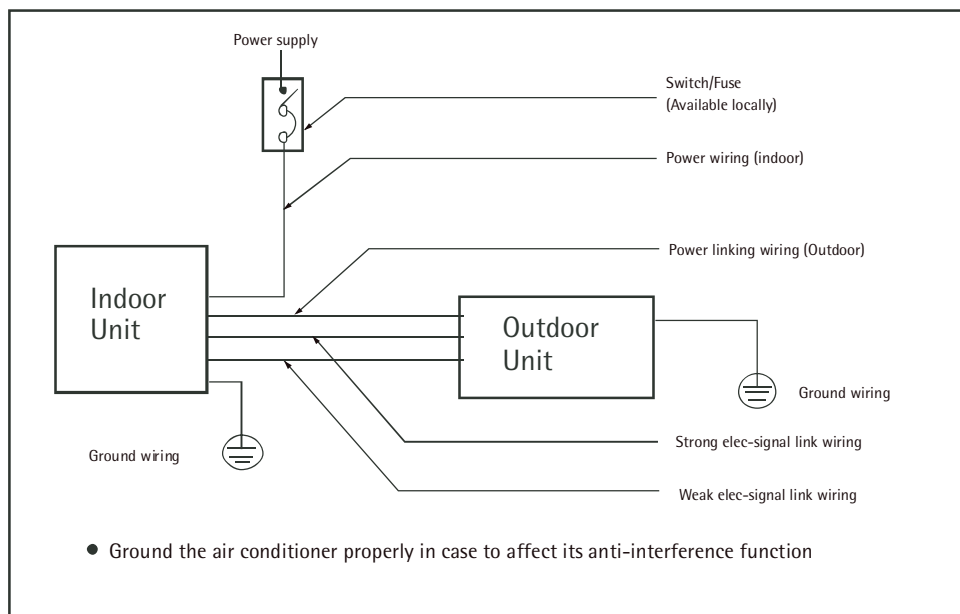 Power supply
Switch/Fuse
(Available locally)
Power wiring (indoor)
Power linking wiring (Outdoor)
Indoor
Unit
Outdoor
Unit
Ground wiring
Strong elec-signal link wiring
Ground wiring
Weak elec-signal link wiring
● Ground the air conditioner properly in case to affect its anti-interference function